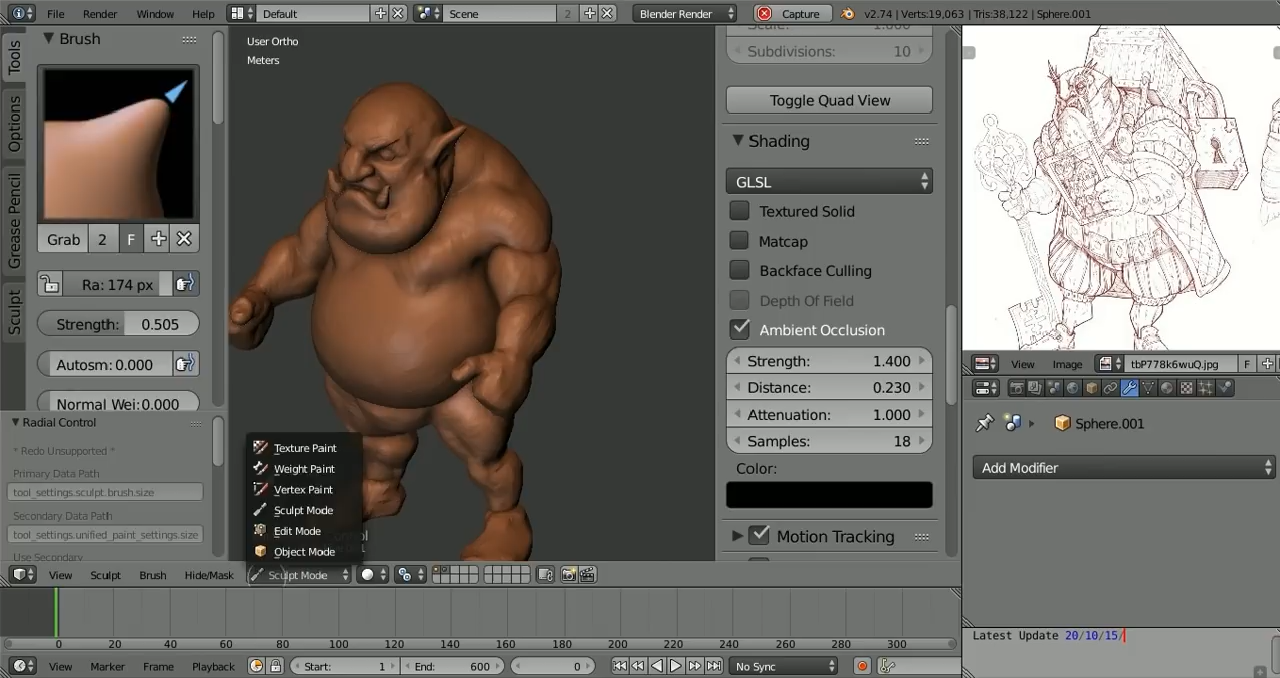 File Render Window Help Default Scene 2 Blender Render Capture v2.74 | Verts:19,063 | Tris:38,122 | Sphere.001
Tools
Options
Grease Pencil
Sculpt
Brush
Grab 2 F
Ra: 174 px
Strength: 0.505
Autosm: 0.000
Normal Wei: 0.000
Radial Control
* Redo Unsupported *
Primary Data Path
tool_settings.sculpt.brush.size
Secondary Data Path
tool_settings.unified_paint_settings.size
Use Secondary
User Ortho
Meters
Texture Paint
Weight Paint
Vertex Paint
Sculpt Mode
Edit Mode
Object Mode
View Sculpt Brush Hide/Mask Sculpt Mode
Subdivisions: 10
Toggle Quad View
Shading
GLSL
Textured Solid
Matcap
Backface Culling
Depth Of Field
Ambient Occlusion
Strength: 1.400
Distance: 0.230
Attenuation: 1.000
Samples: 18
Color:
Motion Tracking
View Image tbP778k6wuQ.jpg F
Sphere.001
Add Modifier
Latest Update 20/10/15/
0 20 40 60 80 100 120 140 160 180 200 220 240 260 280 300
View Marker Frame Playback Start: 1 End: 600 0 No Sync